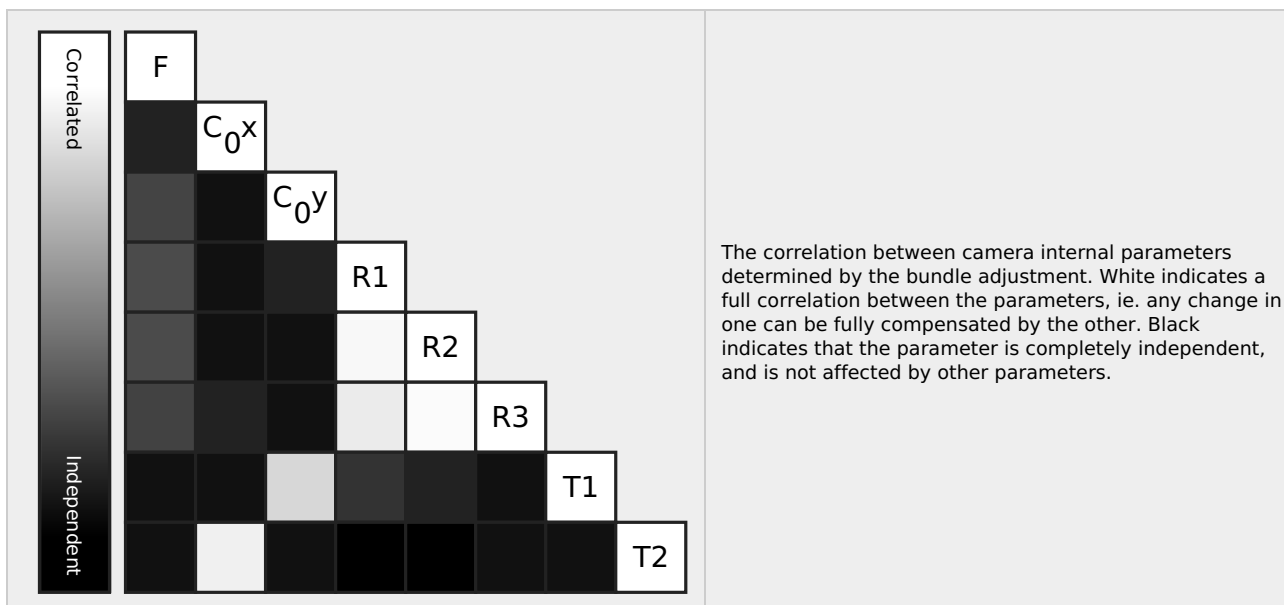 Correlated
Independent
F
C0x
C0y
R1
R2
R3
T1
T2
The correlation between camera internal parameters
determined by the bundle adjustment. White indicates a
full correlation between the parameters, ie. any change in
one can be fully compensated by the other. Black
indicates that the parameter is completely independent,
and is not affected by other parameters.